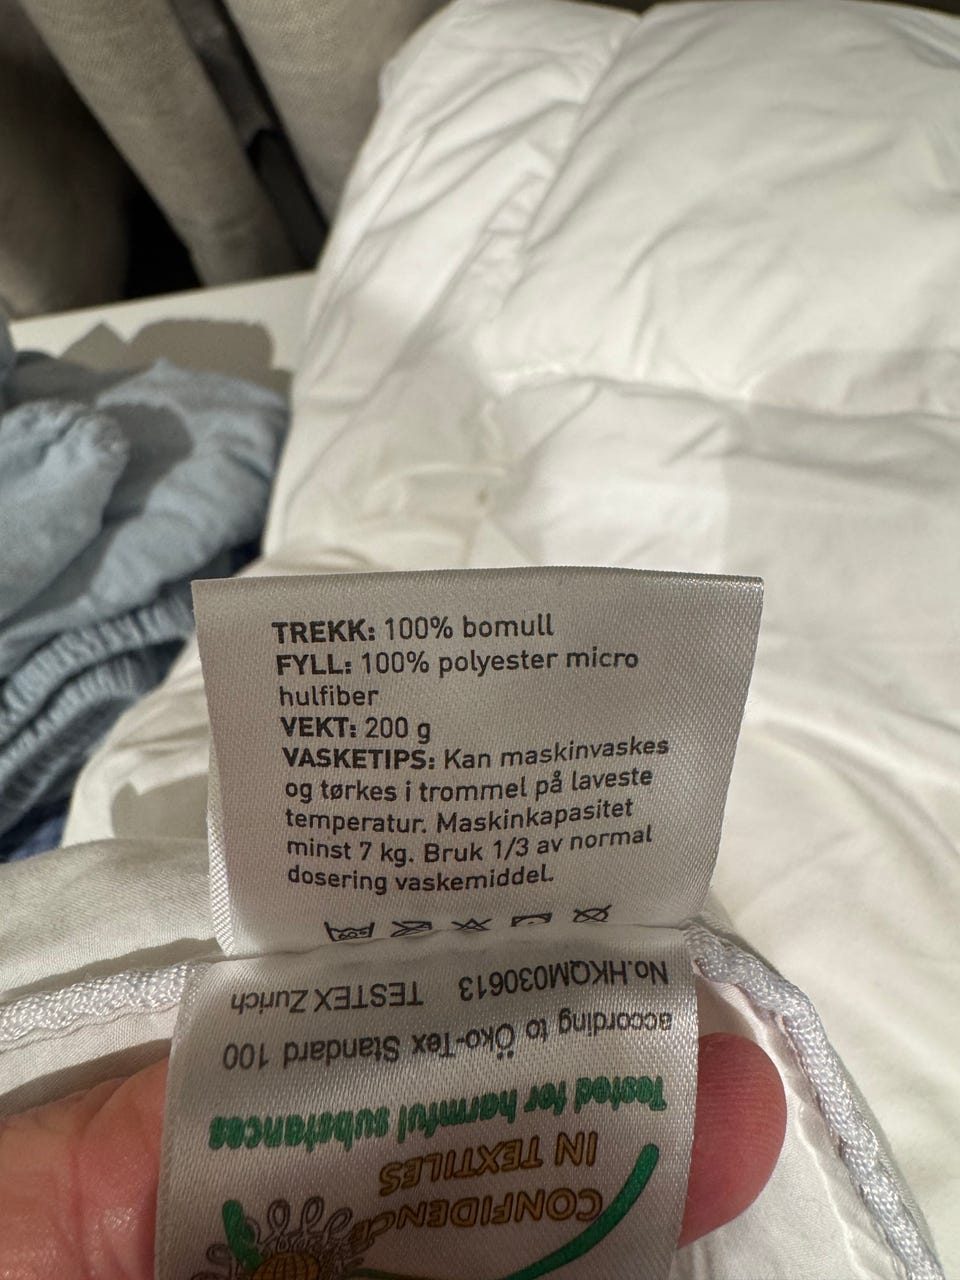 TREKK: 100% bomull
FYLL: 100% polyester micro
hulfiber
VEKT: 200 g
VASKETIPS: Kan maskinvaskes
og tørkes i trommel på laveste
temperatur. Maskinkapasitet
minst 7 kg. Bruk 1/3 av normal
dosering vaskemiddel.
60°
CONFIDENCE
IN TEXTILES
Tested for harmful substances
according to Öko-Tex Standard 100
No.HKQM030613 TESTEX Zurich